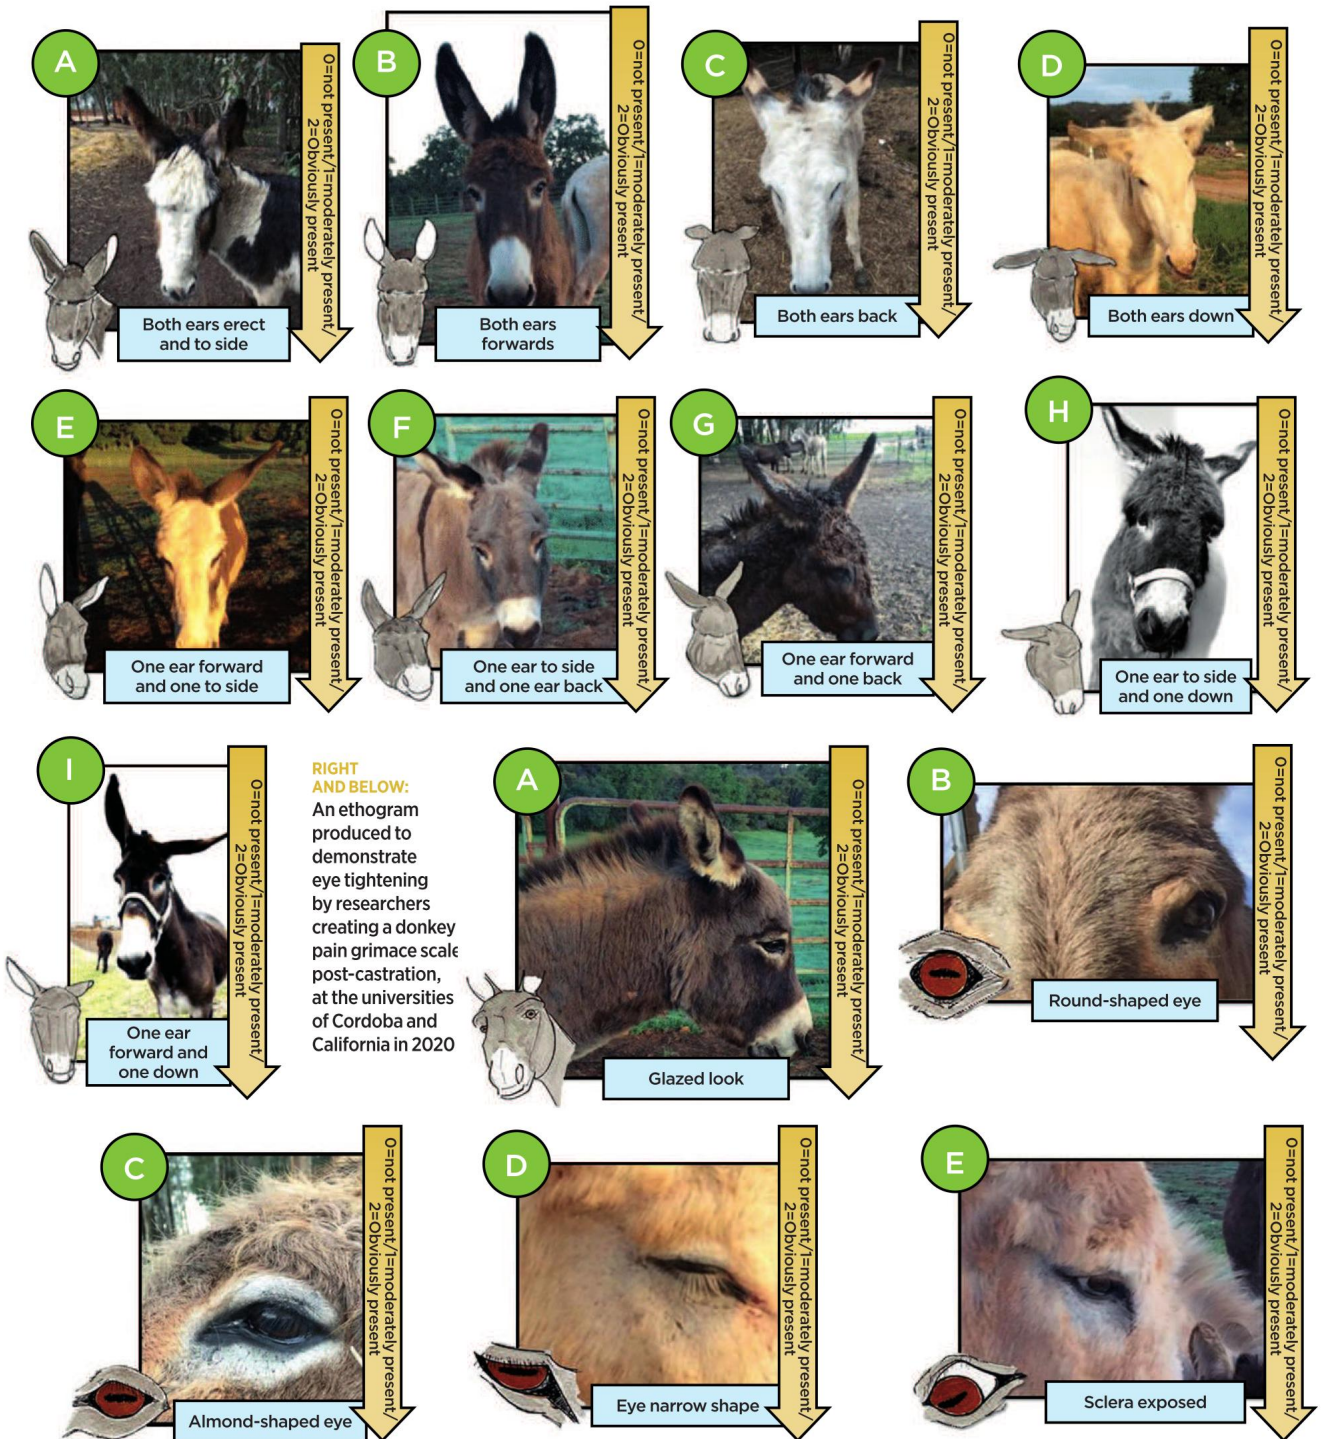 A
0=not present/1=moderately present/
2=Obviously present
Both ears erect
and to side
B
0=not present/1=moderately present/
2=Obviously present
Both ears
forwards
C
0=not present/1=moderately present/
2=Obviously present
Both ears back
D
0=not present/1=moderately present/
2=Obviously present
Both ears down
E
0=not present/1=moderately present/
2=Obviously present
One ear forward
and one to side
F
0=not present/1=moderately present/
2=Obviously present
One ear to side
and one ear back
G
0=not present/1=moderately present/
2=Obviously present
One ear forward
and one back
H
0=not present/1=moderately present/
2=Obviously present
One ear to side
and one down
I
0=not present/1=moderately present/
2=Obviously present
One ear
forward and
one down
RIGHT
AND BELOW:
An ethogram
produced to
demonstrate
eye tightening
by researchers
creating a donkey
pain grimace scale
post-castration,
at the universities
of Cordoba and
California in 2020
A
0=not present/1=moderately present/
2=Obviously present
Glazed look
B
0=not present/1=moderately present/
2=Obviously present
Round-shaped eye
C
0=not present/1=moderately present/
2=Obviously present
Almond-shaped eye
D
0=not present/1=moderately present/
2=Obviously present
Eye narrow shape
E
0=not present/1=moderately present/
2=Obviously present
Sclera exposed